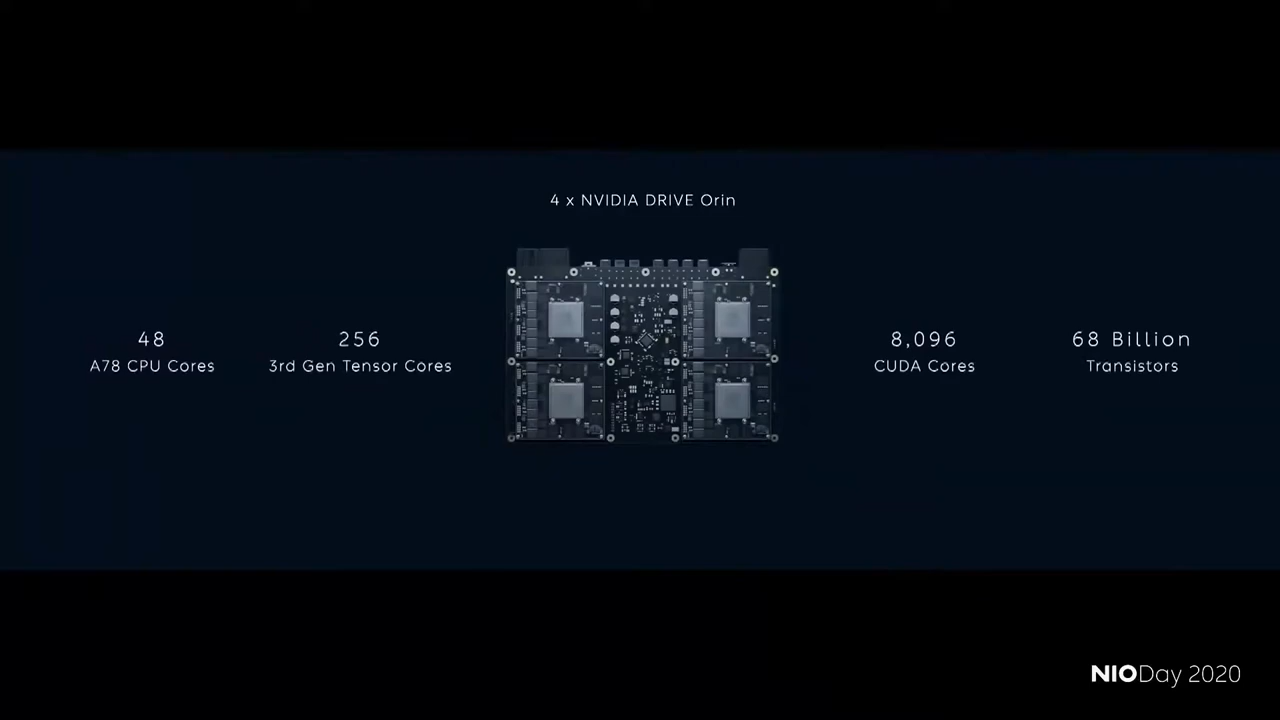 4 x NVIDIA DRIVE Orin
48
A78 CPU Cores
256
3rd Gen Tensor Cores
8,096
CUDA Cores
68 Billion
Transistors
NIODay 2020